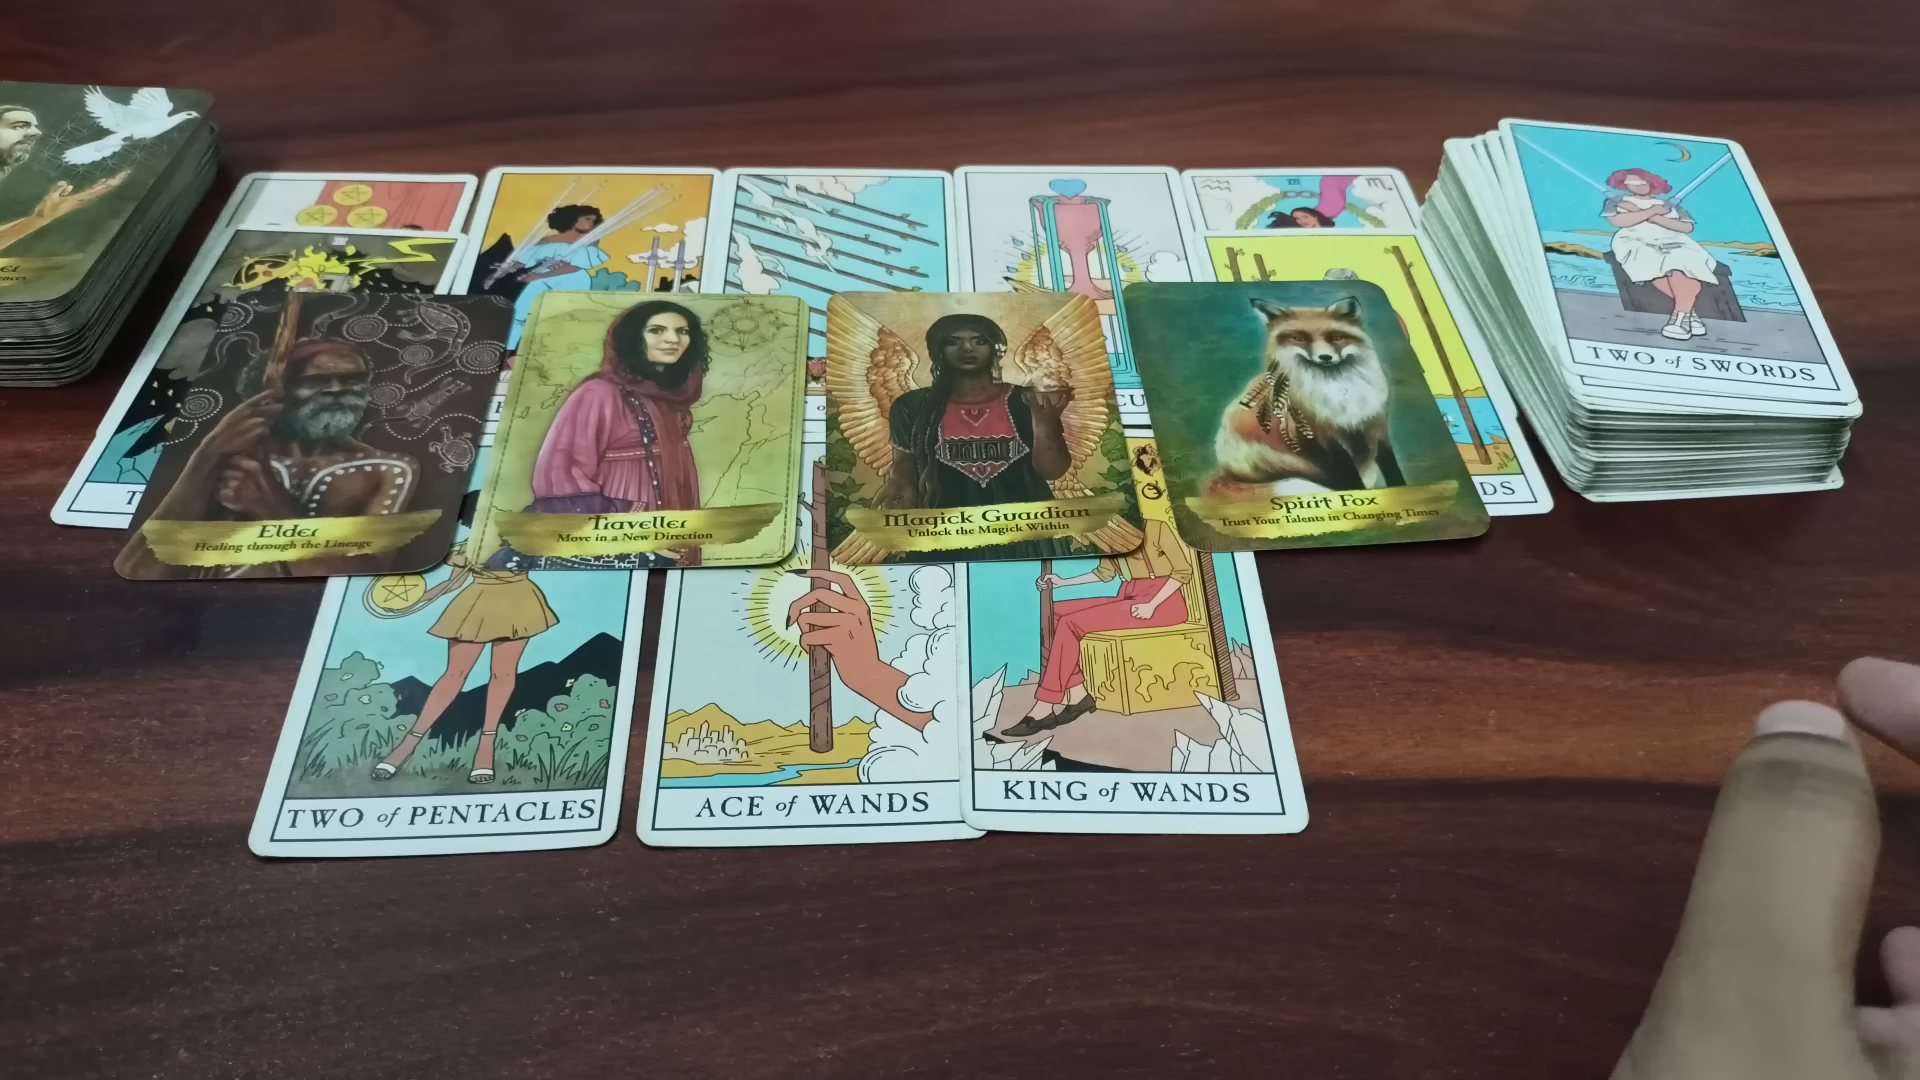 TWO of SWORDS
Elder
Healing through the Lineage
Traveller
Move in a New Direction
Magick Guardian
Unlock the Magick Within
Spirit Fox
Trust Your Talents in Changing Times
TWO of PENTACLES
ACE of WANDS
KING of WANDS